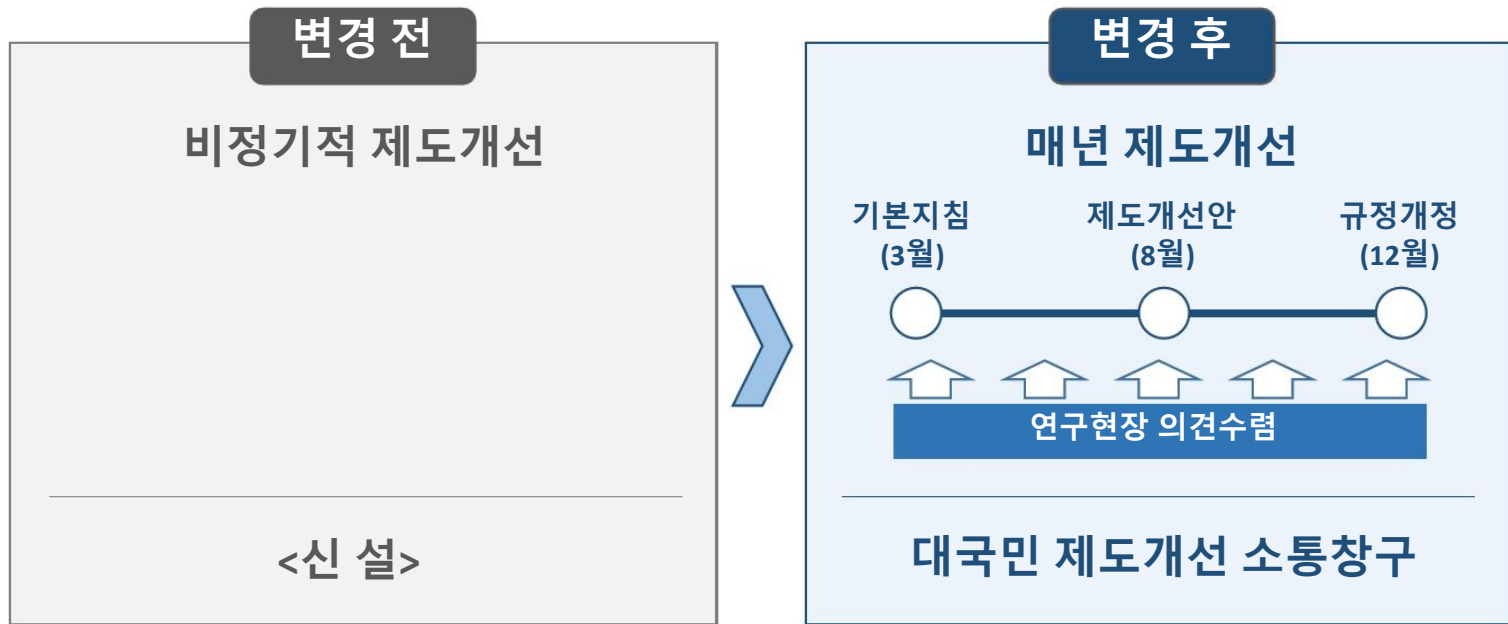 변경 전
비정기적 제도개선
<신 설>
변경 후
매년 제도개선
기본지침 제도개선안 규정개정
(3월) (8월) (12월)
연구현장 의견수렴
대국민 제도개선 소통창구